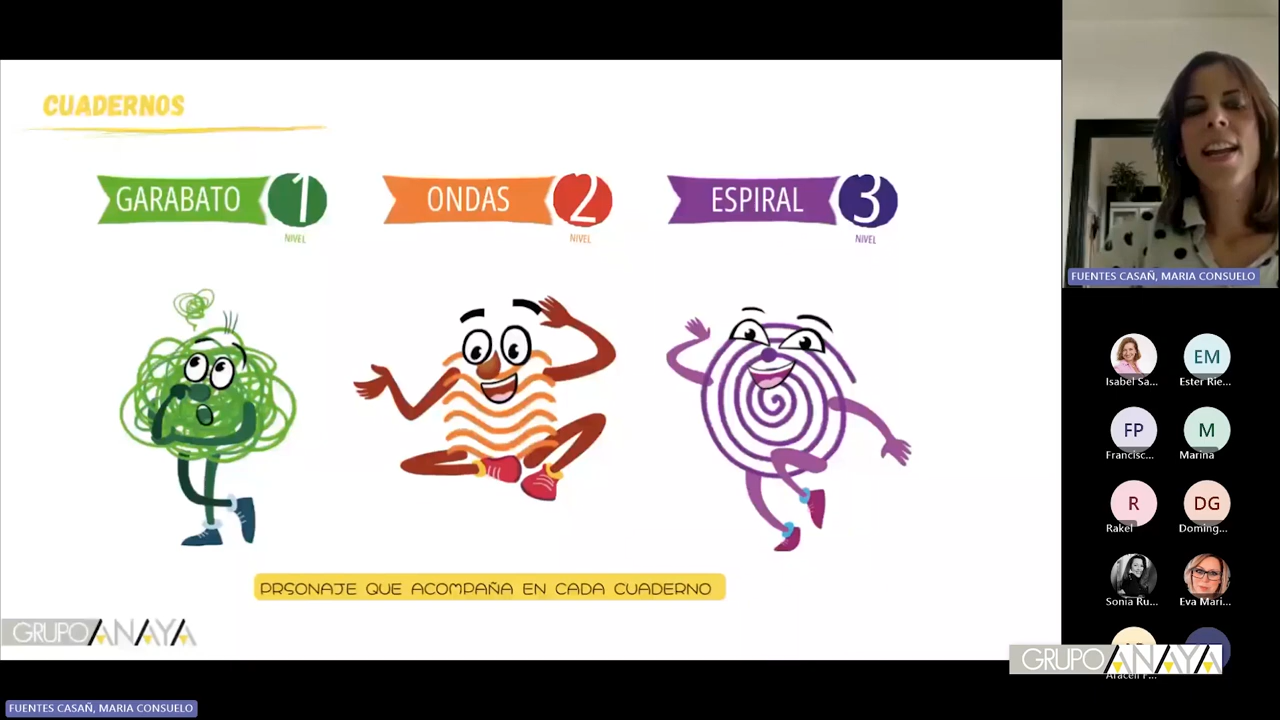 CUADERNOS
GARABATO 1
NIVEL
ONDAS 2
NIVEL
ESPIRAL 3
NIVEL
PRSONAJE QUE ACOMPAÑA EN CADA CUADERNO
GRUPO ANAYA
FUENTES CASAÑ, MARIA CONSUELO
FUENTES CASAÑ, MARIA CONSUELO
Isabel Sa...
EM
Ester Rie...
FP
Francisc...
M
Marina
R
Rakel
DG
Doming...
Sonia Ru...
Eva Mari...
GRUPO ANAYA